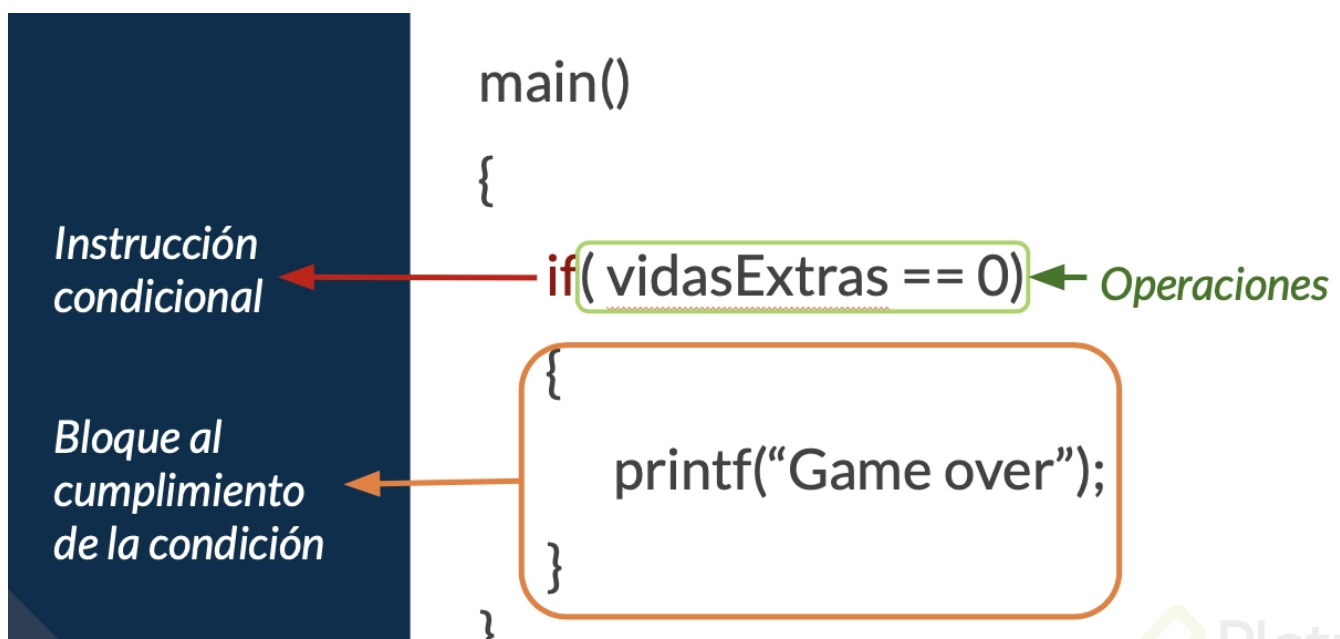 main()
{
Instrucción
condicional
if( vidasExtras == 0)
Operaciones
{
Bloque al
cumplimiento
de la condición
printf(“Game over”);
}
}